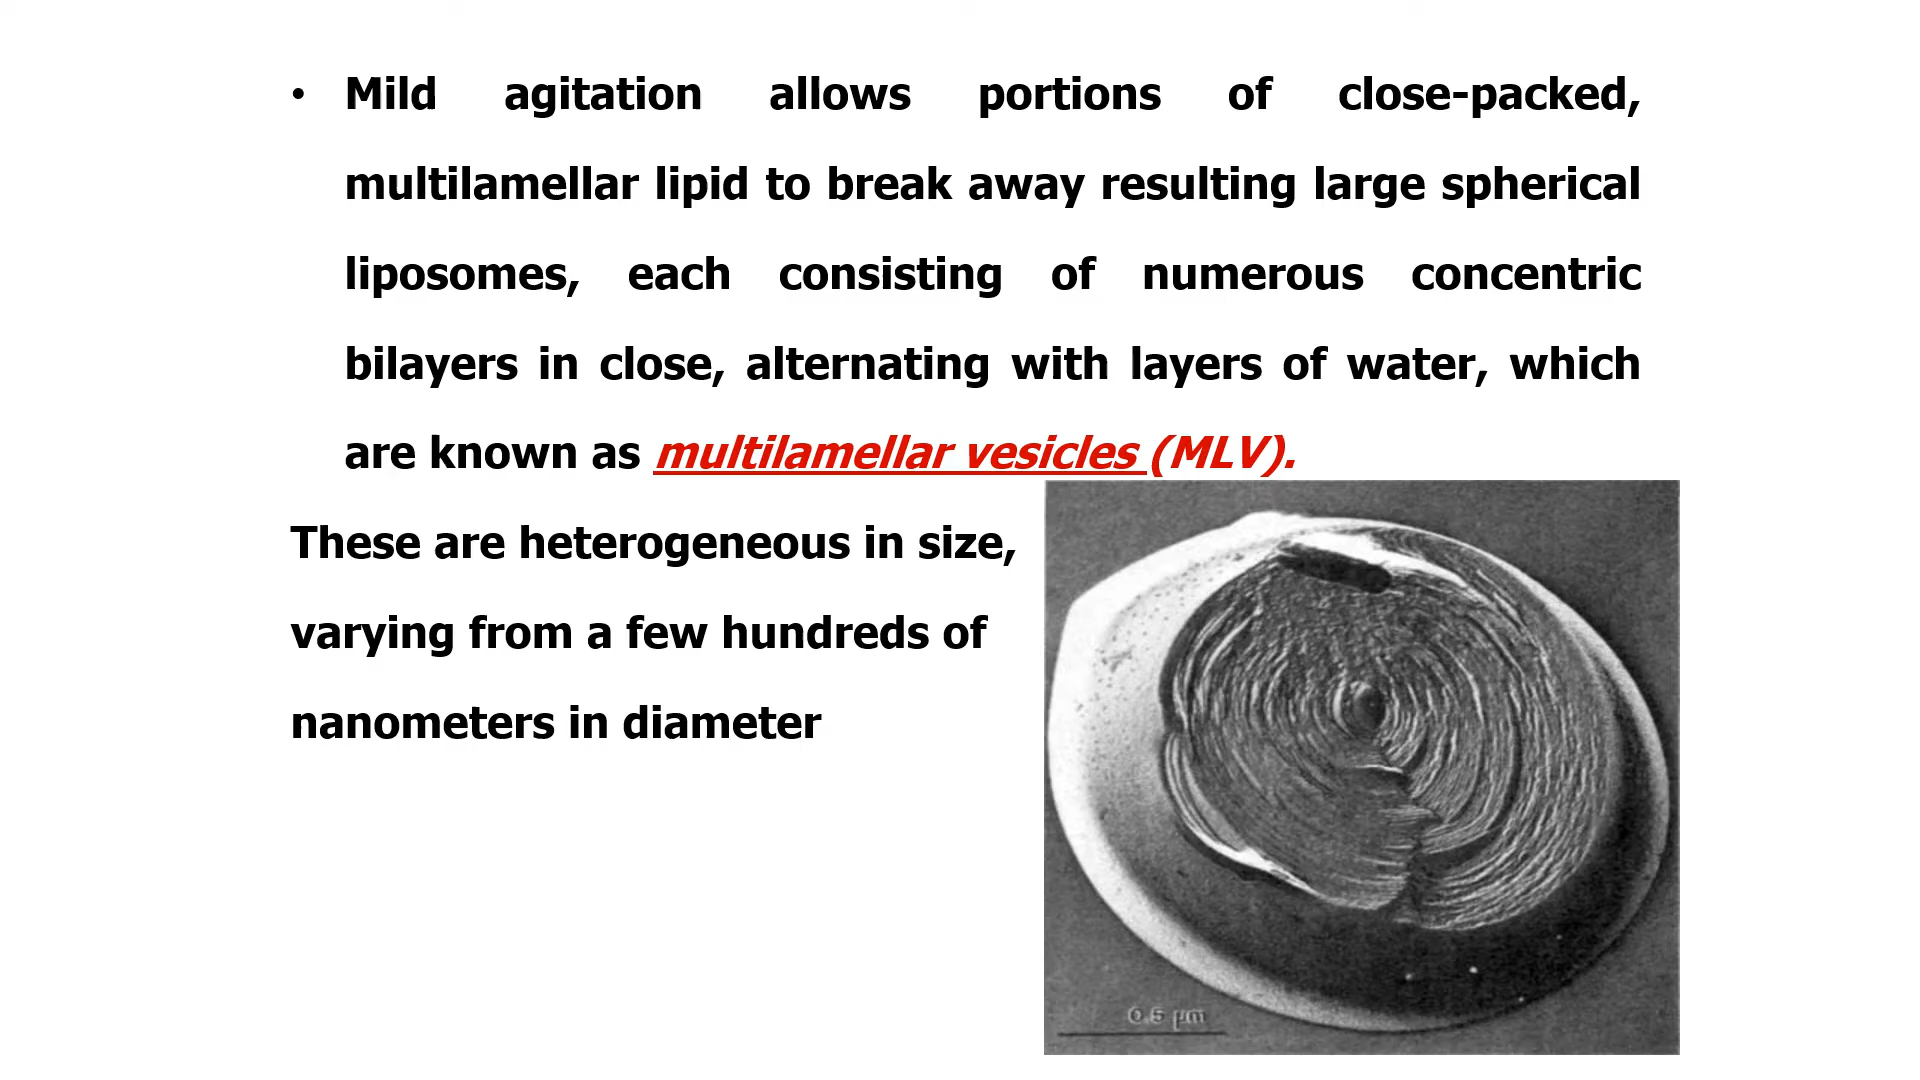 • Mild agitation allows portions of close-packed,
multilamellar lipid to break away resulting large spherical
liposomes, each consisting of numerous concentric
bilayers in close, alternating with layers of water, which
are known as multilamellar vesicles (MLV).
These are heterogeneous in size,
varying from a few hundreds of
nanometers in diameter
0.5 µm